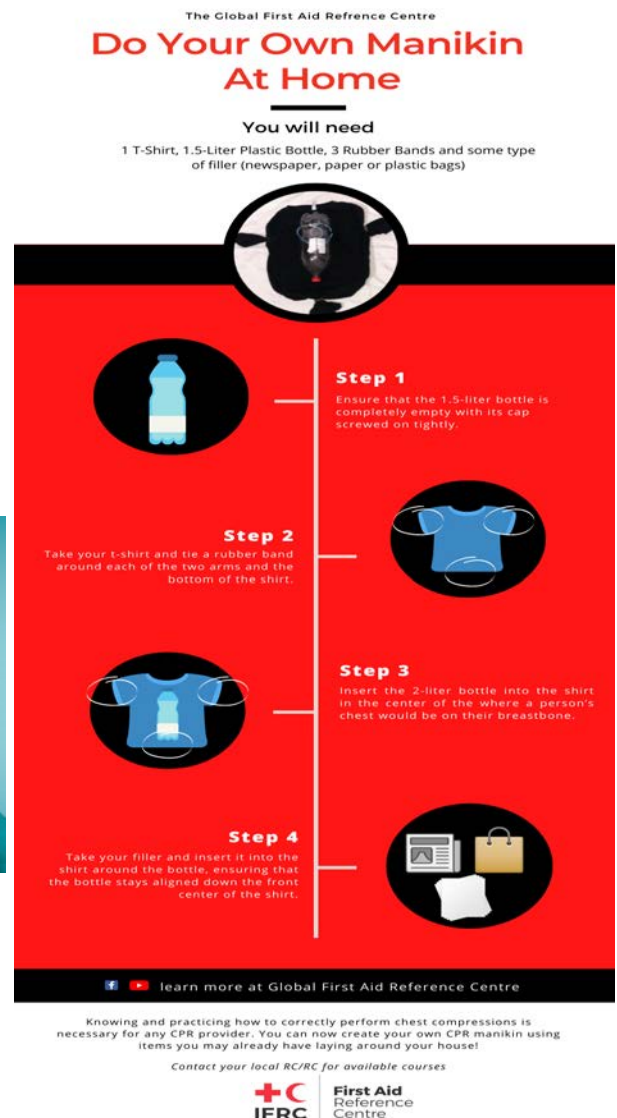 The Global First Aid Refrence Centre
Do Your Own Manikin
At Home
You will need
1 T-Shirt, 1.5-Liter Plastic Bottle, 3 Rubber Bands and some type
of filler (newspaper, paper or plastic bags)
Step 1
Ensure that the 1.5-liter bottle is
completely empty with its cap
screwed on tightly.
Step 2
Take your t-shirt and tie a rubber band
around each of the two arms and the
bottom of the shirt.
Step 3
Insert the 2-liter bottle into the shirt
in the center of the where a person's
chest would be on their breastbone.
Step 4
Take your filler and insert it into the
shirt around the bottle, ensuring that
the bottle stays aligned down the front
center of the shirt.
learn more at Global First Aid Reference Centre
Knowing and practicing how to correctly perform chest compressions is
necessary for any CPR provider. You can now create your own CPR manikin using
items you may already have laying around your house!
Contact your local RC/RC for available courses
IFRC
First Aid
Reference
Centre